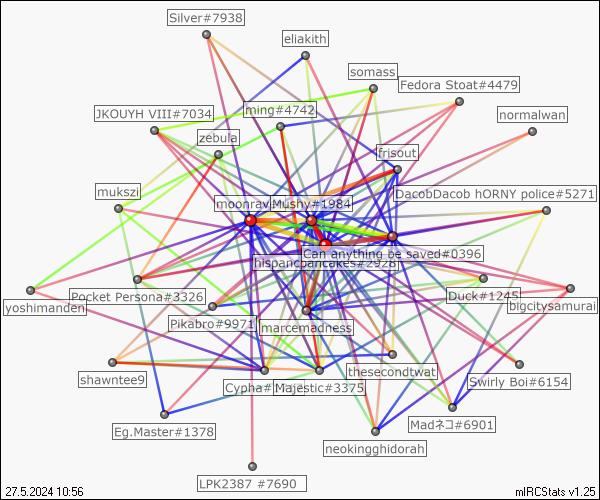 Silver#7938
eliakith
somass
Fedora Stoat#4479
JKOUYH VIII#7034
ming#4742
normalwan
zebula
frisout
mukszi
moonrav
Mushy#1984
DacobDacob hORNY police#5271
Can anything be saved#0396
hispanicpancakes#2928
yoshimanden
Pocket Persona#3326
Duck#1245
bigcitysamurai
Pikabro#9971
marcemadness
shawntee9
Cypha#
Majestic#3375
thesecondtwat
Swirly Boi#6154
Eg.Master#1378
Madネコ#6901
neokingghidorah
LPK2387 #7690
27.5.2024 10:56
mIRCStats v1.25